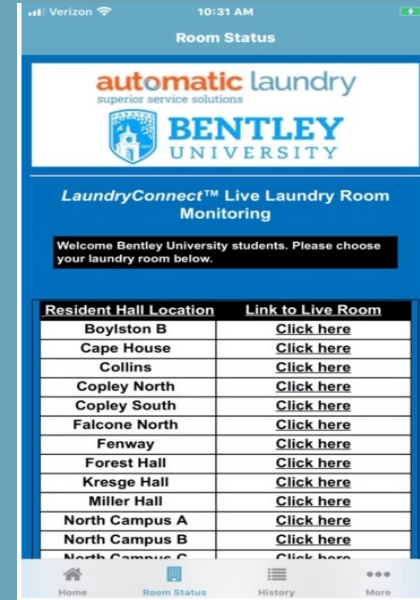 Verizon 10:31 AM
Room Status
automatic laundry
superior service solutions
BENTLEY
UNIVERSITY
LaundryConnect™ Live Laundry Room
Monitoring
Welcome Bentley University students. Please choose
your laundry room below.
Resident Hall Location Link to Live Room
Boylston B Click here
Cape House Click here
Collins Click here
Copley North Click here
Copley South Click here
Falcone North Click here
Fenway Click here
Forest Hall Click here
Kresge Hall Click here
Miller Hall Click here
North Campus A Click here
North Campus B Click here
North Campus C Click here
Home Room Status History More